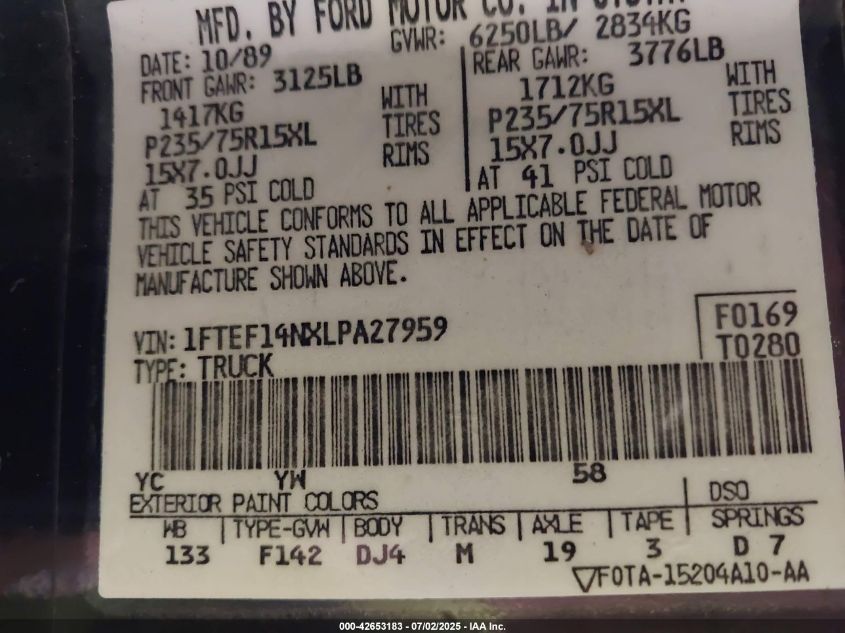 MFD. BY FORD MOTOR CO. IN
GVWR: 6250LB/ 2834KG
DATE: 10/89
FRONT GAWR: 3125LB
1417KG
P235/75R15XL
15X7.0JJ
AT 35 PSI COLD
WITH
TIRES
RIMS
REAR GAWR: 3776LB
1712KG
P235/75R15XL
15X7.0JJ
AT 41 PSI COLD
WITH
TIRES
RIMS
THIS VEHICLE CONFORMS TO ALL APPLICABLE FEDERAL MOTOR
VEHICLE SAFETY STANDARDS IN EFFECT ON THE DATE OF
MANUFACTURE SHOWN ABOVE.
VIN: 1FTEF14NXLPA27959
TYPE: TRUCK
F0169
T0280
YC YW 58
EXTERIOR PAINT COLORS DSO
WB TYPE-GVW BODY TRANS AXLE TAPE SPRINGS
133 F142 DJ4 M 19 3 D 7
▽F0TA-15204A10-AA
000-42653183 - 07/02/2025 - IAA Inc.